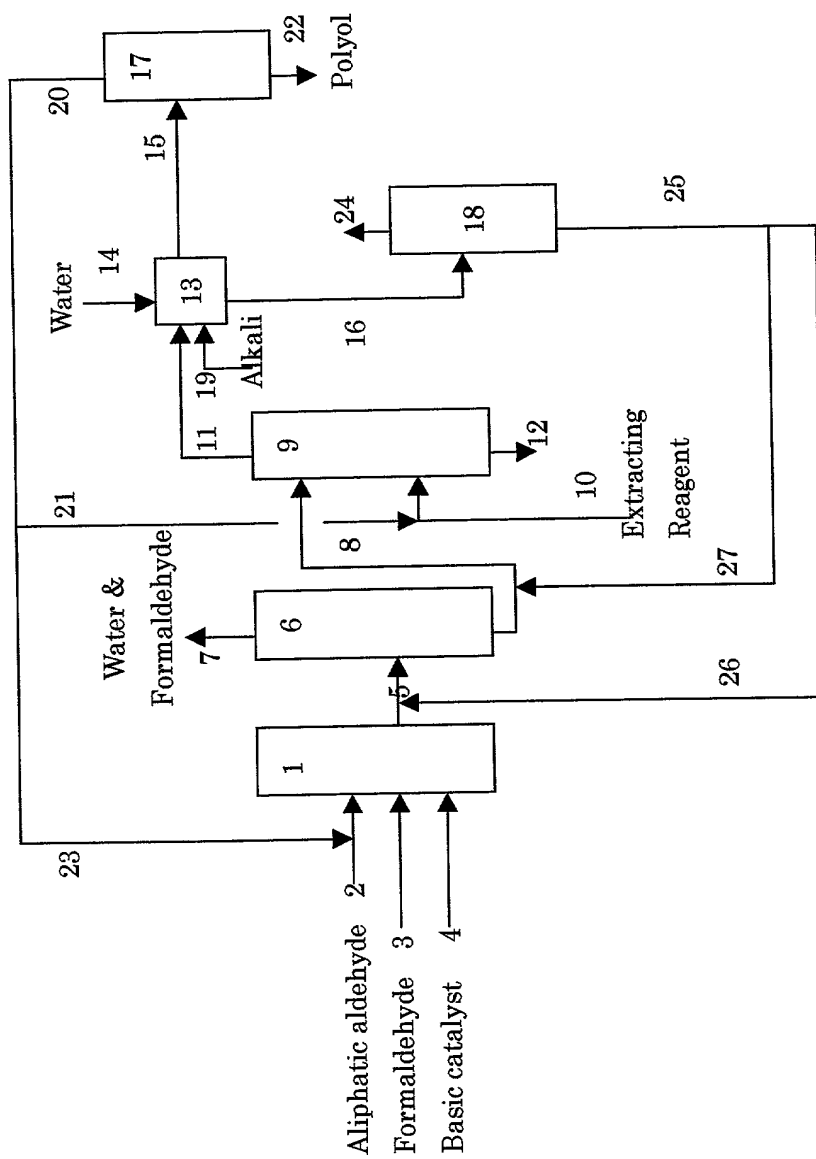 20
17
22
Polyol
15
Water
14
13
19
Alkali
11
16
24
18
25
21
9
12
10
Extracting
Reagent
8
Water &
Formaldehyde
7
6
27
5
26
1
23
Aliphatic aldehyde 2
Formaldehyde 3
Basic catalyst 4